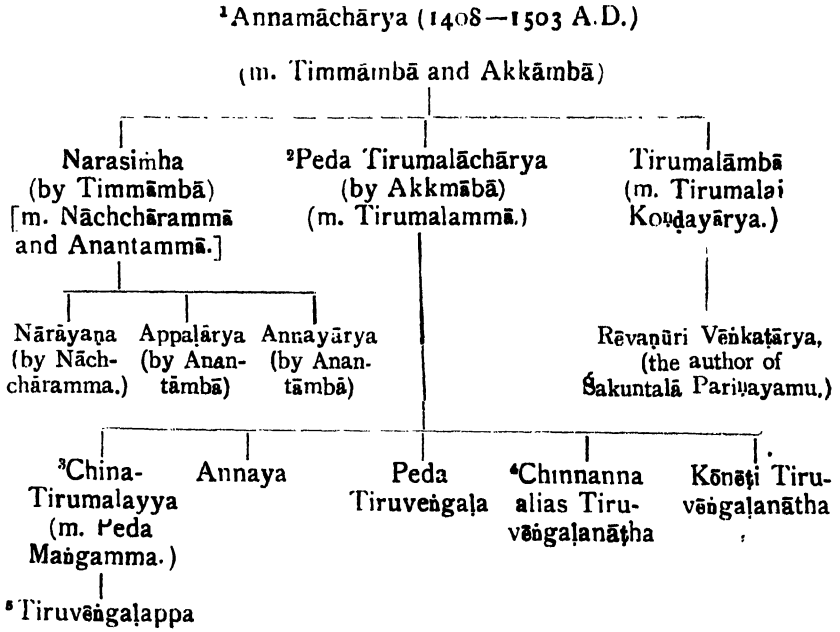 ¹Annamāchārya (1408—1503 A.D.)
(m. Timmāmbā and Akkāmbā)
Narasiṁha
(by Timmāmbā)
[m. Nāchchārammā
and Anantammā.]
²Peda Tirumalāchārya
(by Akkmābā)
(m. Tirumalammā.)
Tirumalāmbā
(m. Tirumalai
Koṇḍayārya.)
Nārāyaṇa
(by Nāch-
chāramma.)
Appaḷārya
(by Anan-
tāmbā)
Annayārya
(by Anan-
tāmbā)
Rēvaṇūri Vēṅkaṭārya,
(the author of
Śakuntalā Pariṇayamu.)
³China-
Tirumalayya
(m. Peda
Maṅgamma.)
Annaya
Peda
Tiruveṅgaḷa
⁴Chinnanna
alias Tiru-
vēṅgaḷanāṭha
Kōnēṭi Tiru-
vēṅgaḷanātha
⁵Tiruvēṅgaḷappa